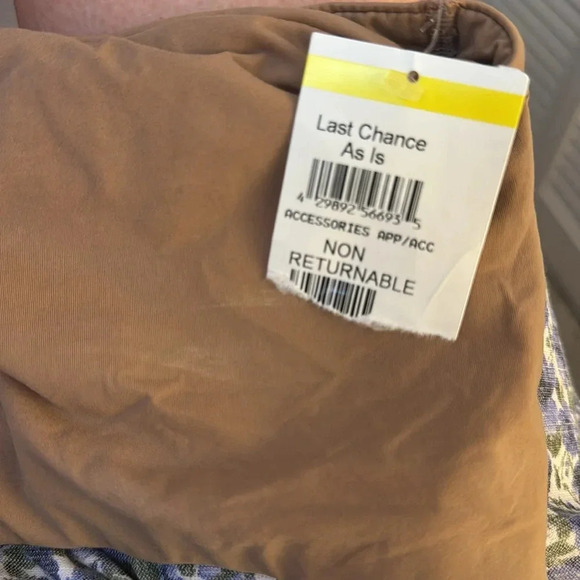 Last Chance
As Is
4 29892 56693 5
ACCESSORIES APP/ACC
NON
RETURNABLE